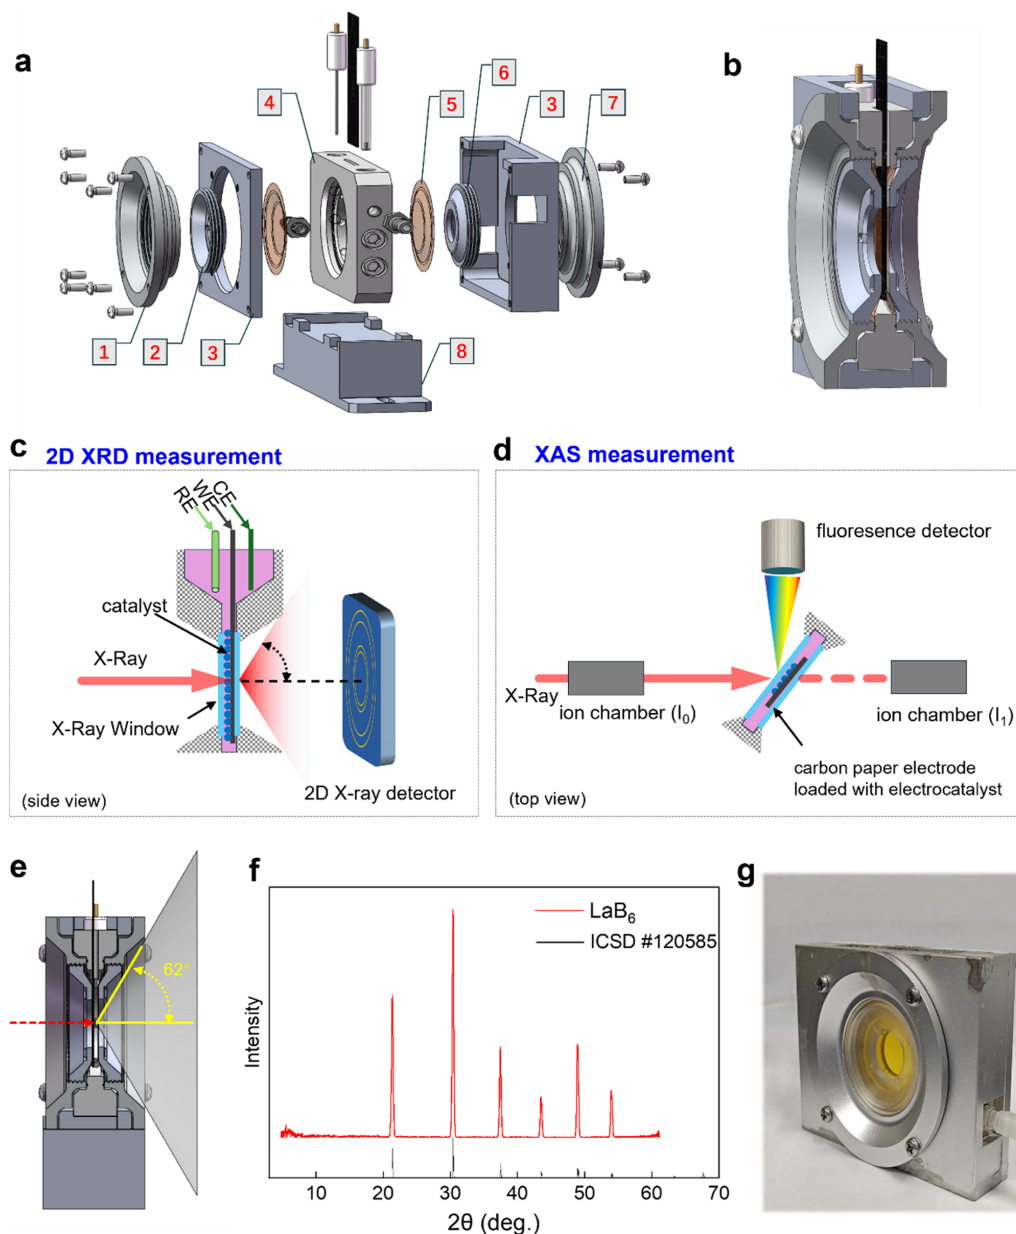 a
b
4
5
6
3
7
1
2
3
8
c
2D XRD measurement
d
XAS measurement
RE
WE
CE
catalyst
X-Ray
X-Ray Window
2D X-ray detector
(side view)
fluoresence detector
X-Ray
ion chamber (I₀)
ion chamber (I₁)
carbon paper electrode
loaded with electrocatalyst
(top view)
e
62°
f
LaB₆
ICSD #120585
Intensity
10 20 30 40 50 60 70
2θ (deg.)
g